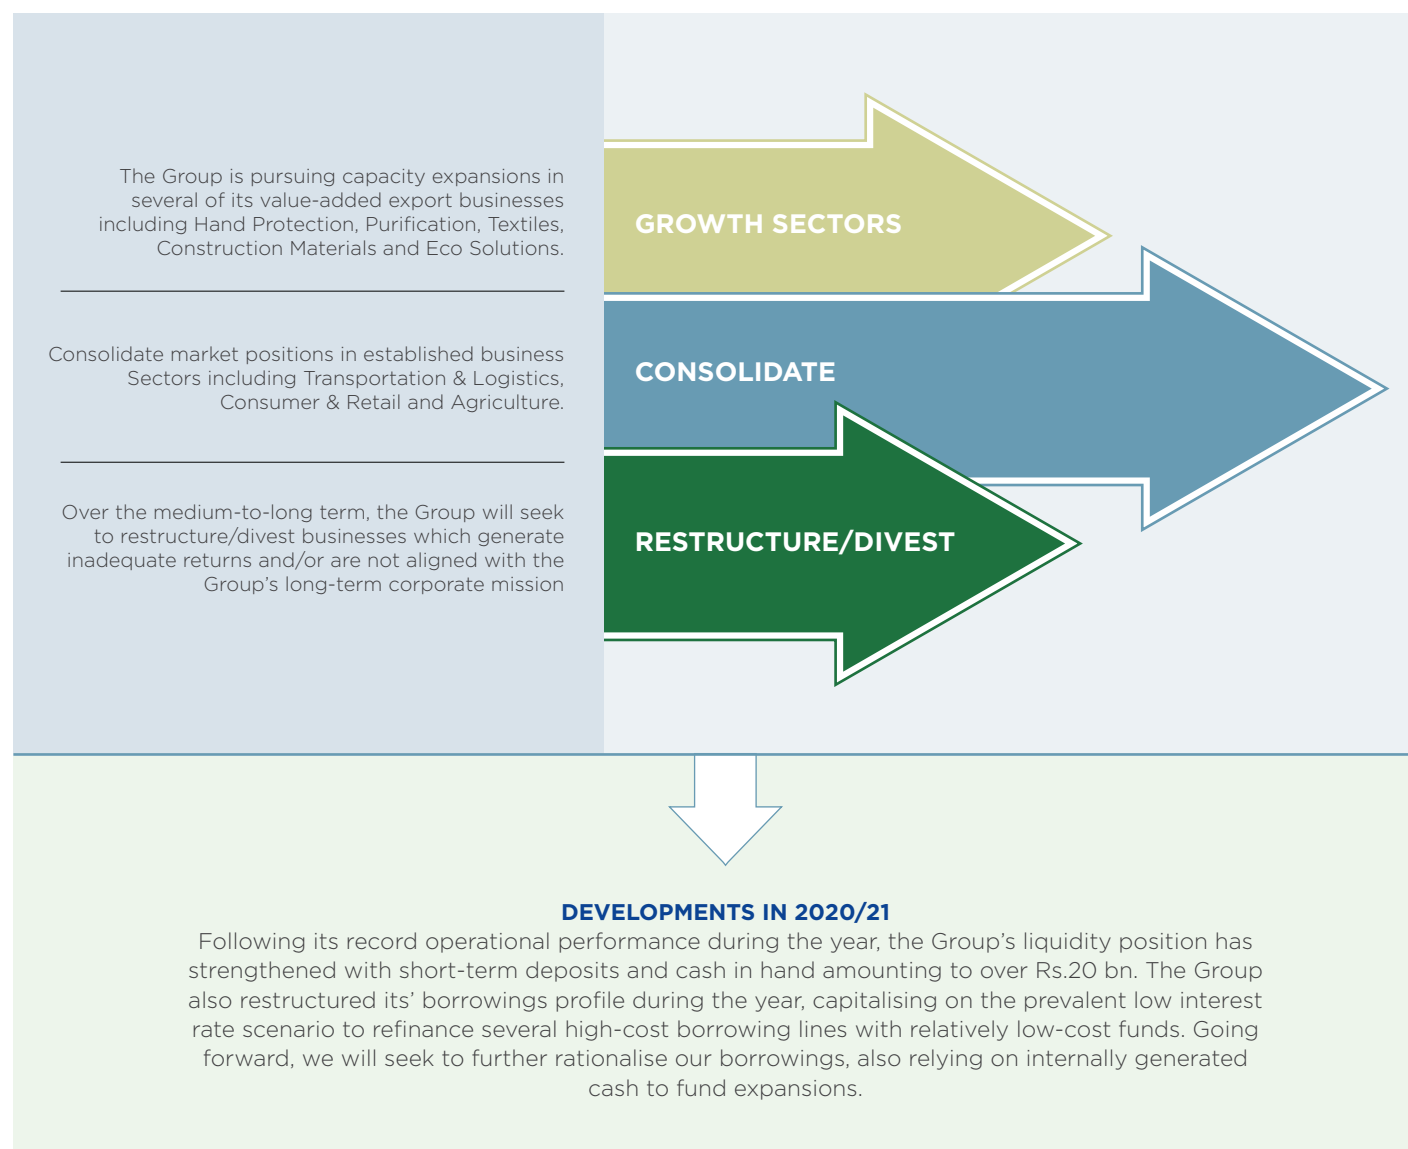 The Group is pursuing capacity expansions in
several of its value-added export businesses
including Hand Protection, Purification, Textiles,
Construction Materials and Eco Solutions.
GROWTH SECTORS
Consolidate market positions in established business
Sectors including Transportation & Logistics,
Consumer & Retail and Agriculture.
CONSOLIDATE
Over the medium-to-long term, the Group will seek
to restructure/divest businesses which generate
inadequate returns and/or are not aligned with the
Group’s long-term corporate mission
RESTRUCTURE/DIVEST
DEVELOPMENTS IN 2020/21
Following its record operational performance during the year, the Group’s liquidity position has
strengthened with short-term deposits and cash in hand amounting to over Rs.20 bn. The Group
also restructured its’ borrowings profile during the year, capitalising on the prevalent low interest
rate scenario to refinance several high-cost borrowing lines with relatively low-cost funds. Going
forward, we will seek to further rationalise our borrowings, also relying on internally generated
cash to fund expansions.